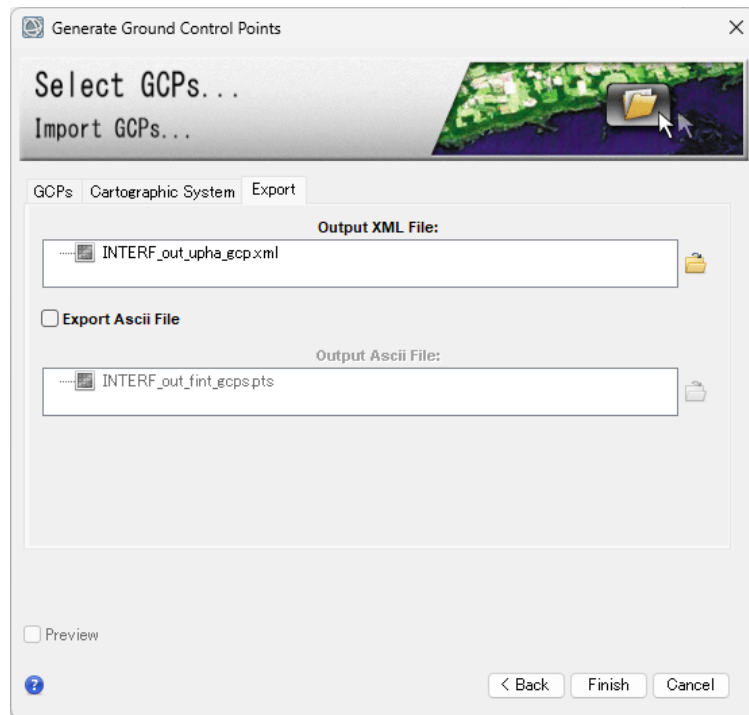 Generate Ground Control Points
Select GCPs...
Import GCPs...
GCPs Cartographic System Export
Output XML File:
INTERF_out_upha_gcp.xml
Export Ascii File
Output Ascii File:
INTERF_out_fint_gcps.pts
Preview
? < Back Finish Cancel